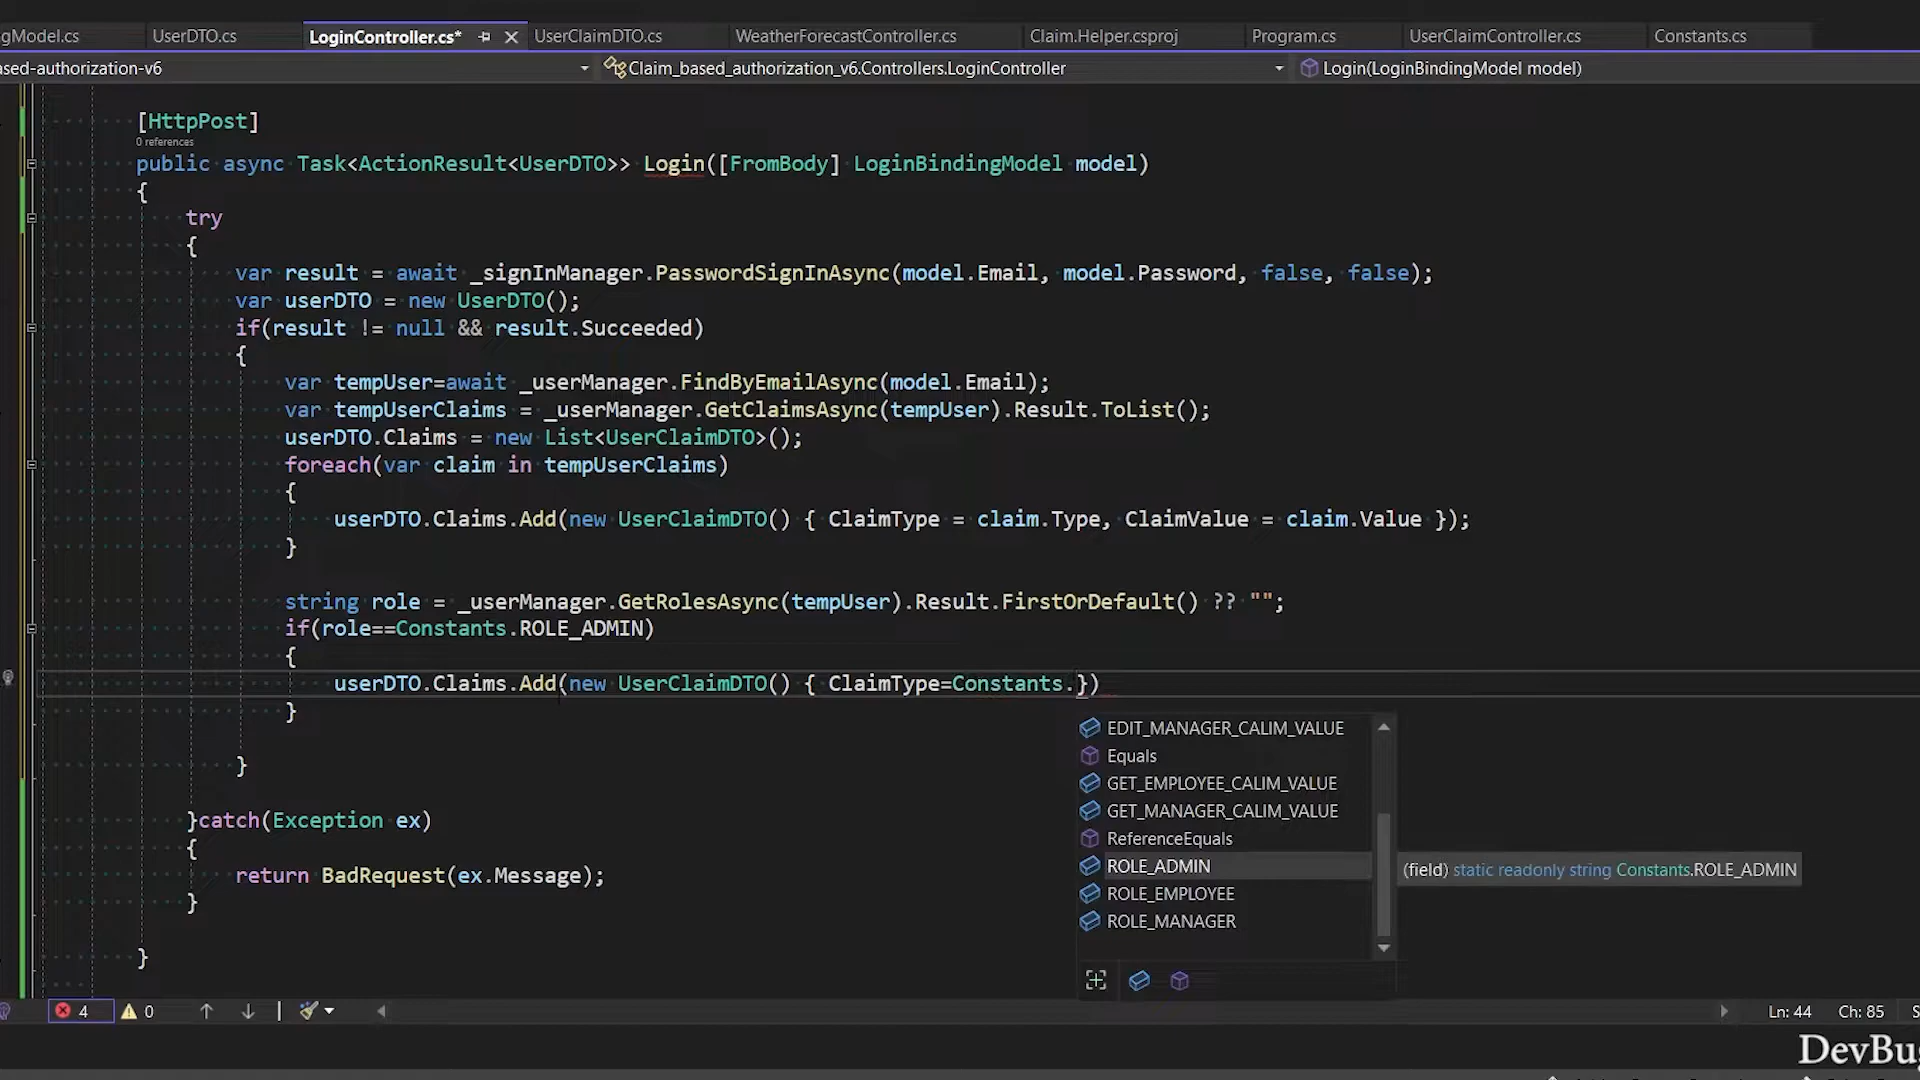 gModel.cs UserDTO.cs LoginController.cs* UserClaimDTO.cs WeatherForecastController.cs Claim.Helper.csproj Program.cs UserClaimController.cs Constants.cs
ased-authorization-v6 Claim_based_authorization_v6.Controllers.LoginController Login(LoginBindingModel model)
[HttpPost]
0 references
public async Task<ActionResult<UserDTO>> Login([FromBody] LoginBindingModel model)
{
try
{
var result = await _signInManager.PasswordSignInAsync(model.Email, model.Password, false, false);
var userDTO = new UserDTO();
if(result != null && result.Succeeded)
{
var tempUser=await _userManager.FindByEmailAsync(model.Email);
var tempUserClaims = _userManager.GetClaimsAsync(tempUser).Result.ToList();
userDTO.Claims = new List<UserClaimDTO>();
foreach(var claim in tempUserClaims)
{
userDTO.Claims.Add(new UserClaimDTO() { ClaimType = claim.Type, ClaimValue = claim.Value });
}
string role = _userManager.GetRolesAsync(tempUser).Result.FirstOrDefault() ?? "";
if(role==Constants.ROLE_ADMIN)
{
userDTO.Claims.Add(new UserClaimDTO() { ClaimType=Constants.})
}
EDIT_MANAGER_CALIM_VALUE
Equals
GET_EMPLOYEE_CALIM_VALUE
GET_MANAGER_CALIM_VALUE
ReferenceEquals
ROLE_ADMIN
(field) static readonly string Constants.ROLE_ADMIN
ROLE_EMPLOYEE
ROLE_MANAGER
}
}catch(Exception ex)
{
return BadRequest(ex.Message);
}
}
4 0 Ln: 44 Ch: 85 S
DevBug